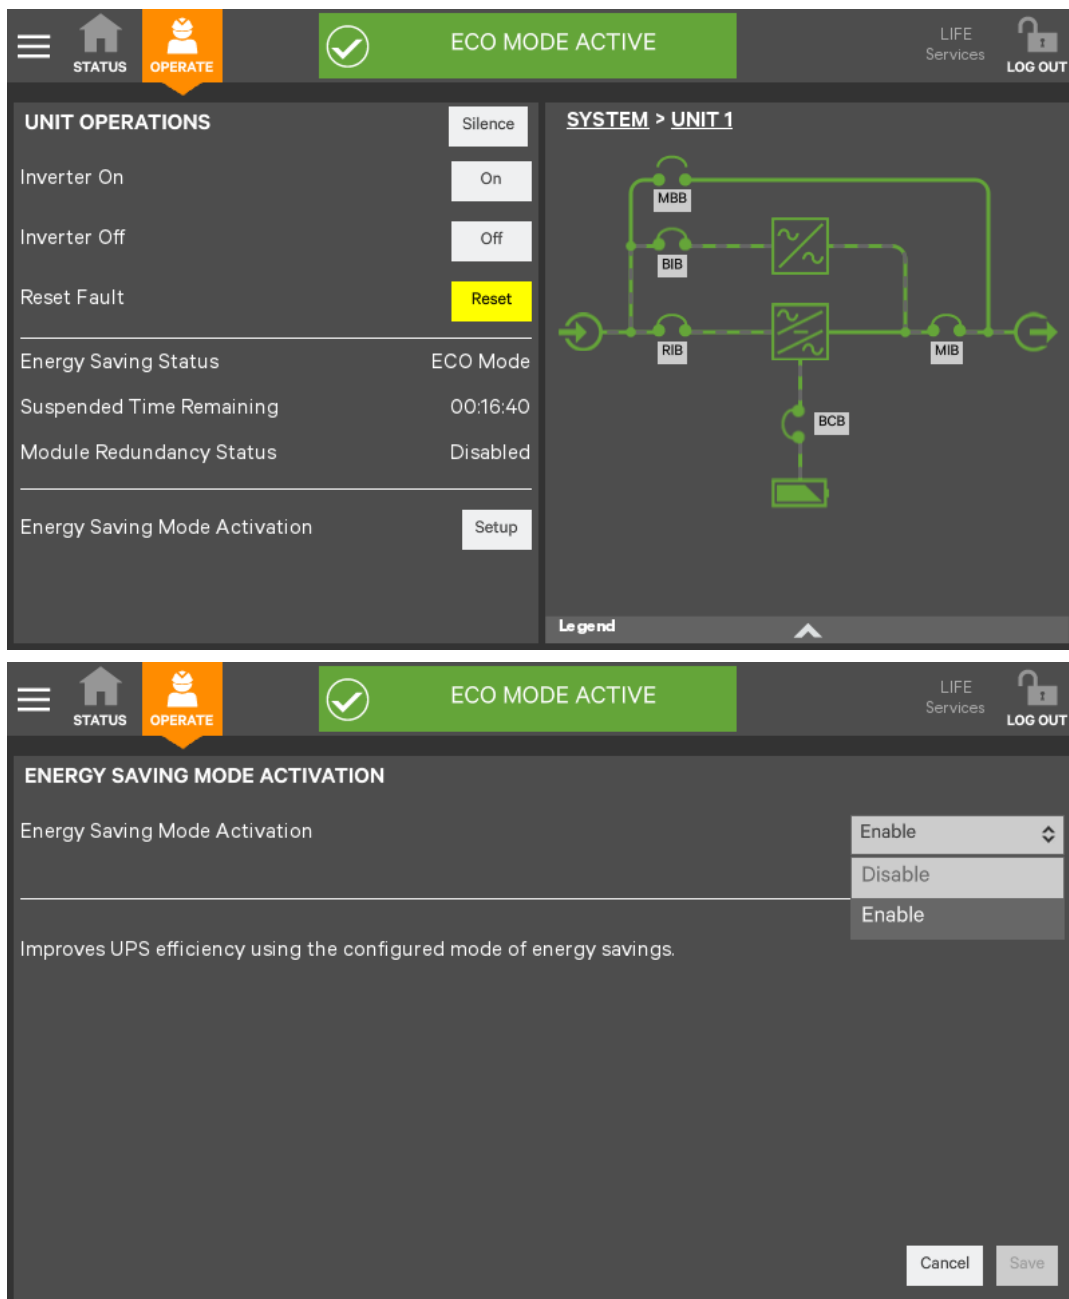 STATUS
OPERATE
ECO MODE ACTIVE
LIFE
Services
1
LOG OUT
UNIT OPERATIONS
Silence
Inverter On
On
Inverter Off
Off
Reset Fault
Reset
Energy Saving Status
ECO Mode
Suspended Time Remaining
00:16:40
Module Redundancy Status
Disabled
Energy Saving Mode Activation
Setup
SYSTEM > UNIT 1
MBB
BIB
RIB
MIB
BCB
Legend
STATUS
OPERATE
ECO MODE ACTIVE
LIFE
Services
1
LOG OUT
ENERGY SAVING MODE ACTIVATION
Energy Saving Mode Activation
Enable
Disable
Enable
Improves UPS efficiency using the configured mode of energy savings.
Cancel
Save